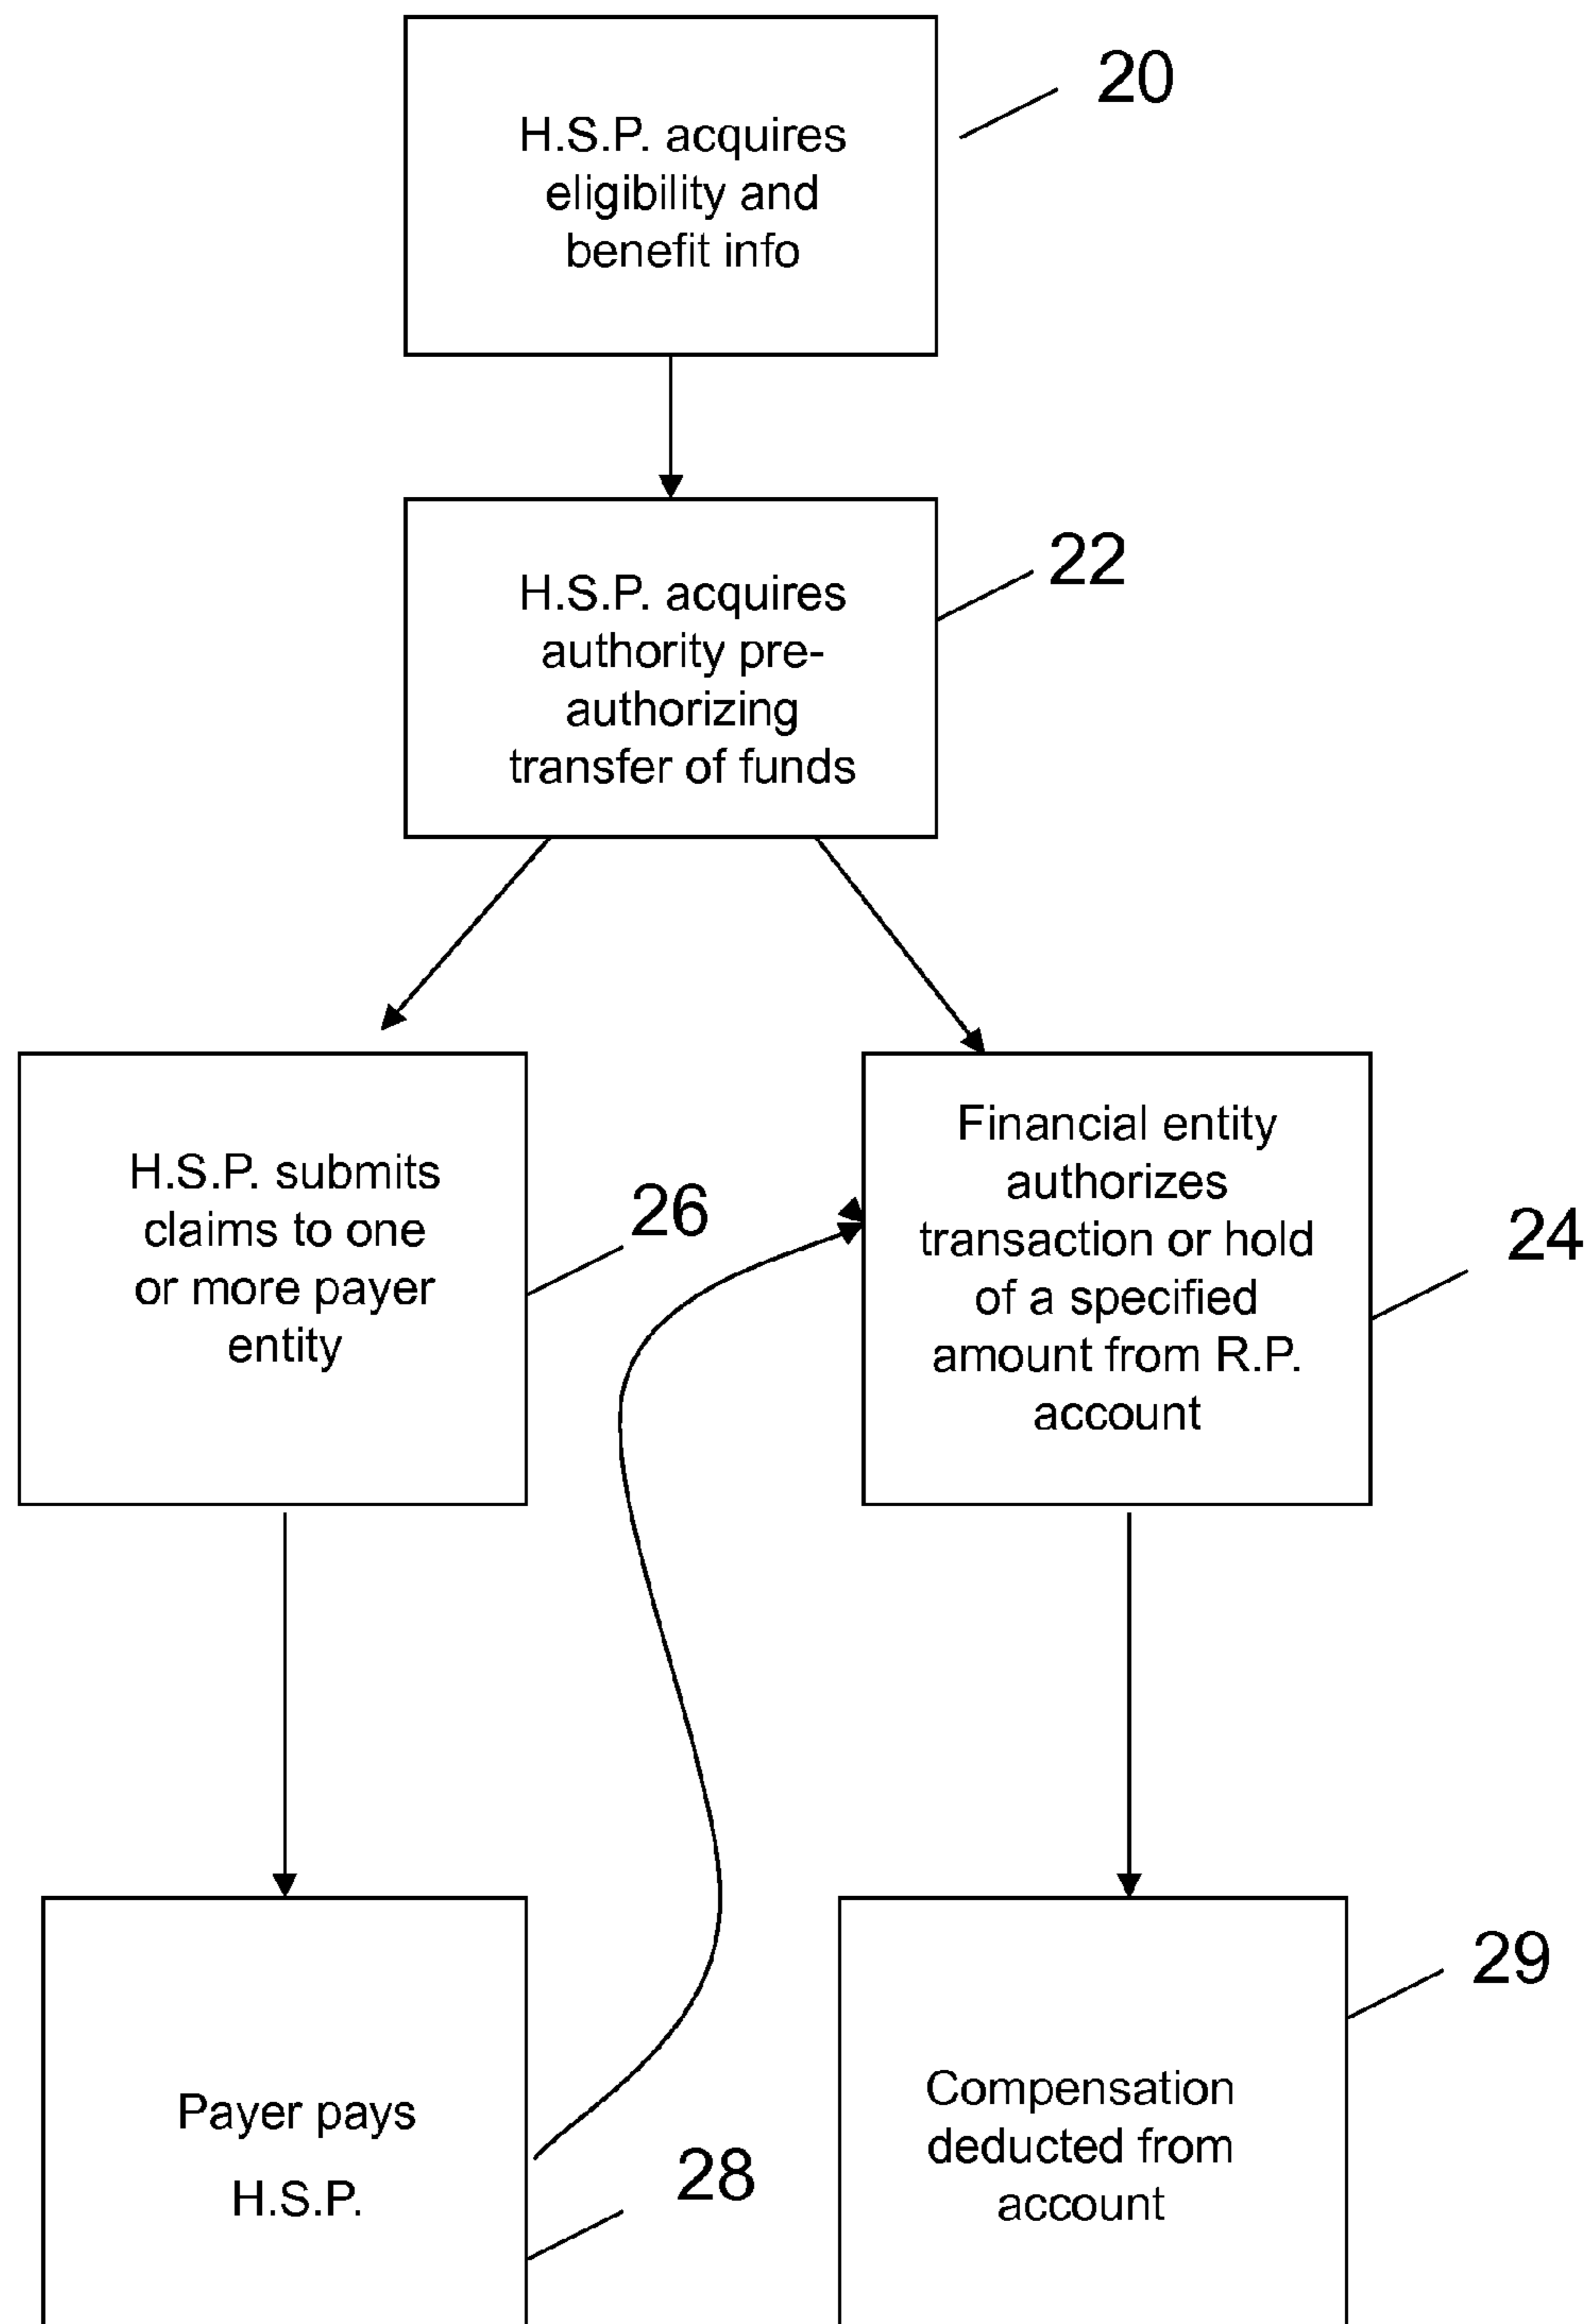 H.S.P. acquires
eligibility and
benefit info
20
H.S.P. acquires
authority pre-
authorizing
transfer of funds
22
H.S.P. submits
claims to one
or more payer
entity
26
Financial entity
authorizes
transaction or hold
of a specified
amount from R.P.
account
24
Payer pays
H.S.P.
28
Compensation
deducted from
account
29